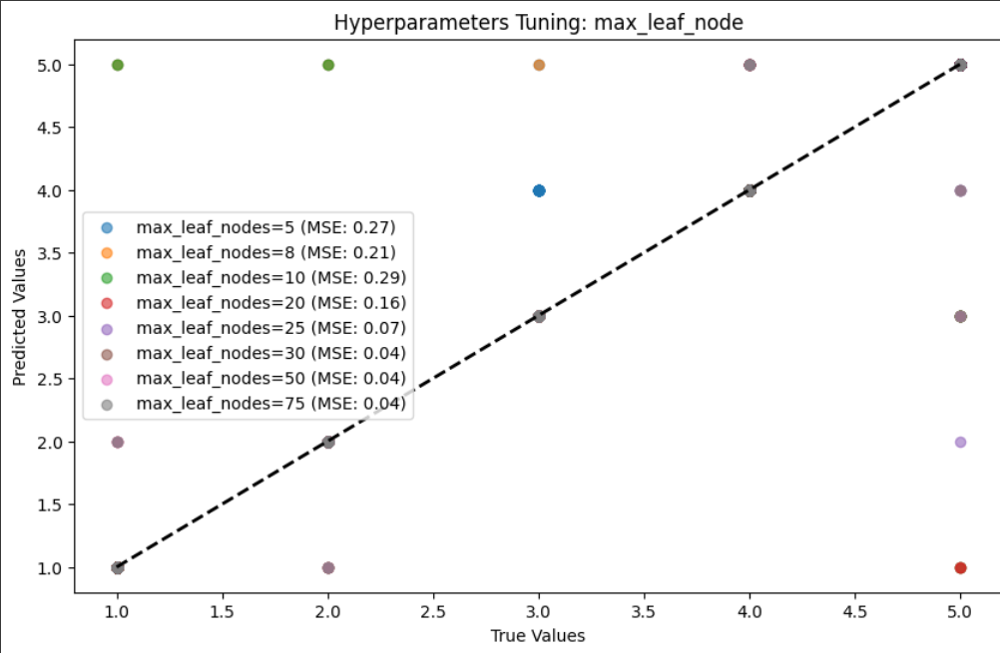 Hyperparameters Tuning: max_leaf_node
5.0
4.5
4.0
3.5
3.0
2.5
2.0
1.5
1.0
Predicted Values
max_leaf_nodes=5 (MSE: 0.27)
max_leaf_nodes=8 (MSE: 0.21)
max_leaf_nodes=10 (MSE: 0.29)
max_leaf_nodes=20 (MSE: 0.16)
max_leaf_nodes=25 (MSE: 0.07)
max_leaf_nodes=30 (MSE: 0.04)
max_leaf_nodes=50 (MSE: 0.04)
max_leaf_nodes=75 (MSE: 0.04)
1.0 1.5 2.0 2.5 3.0 3.5 4.0 4.5 5.0
True Values